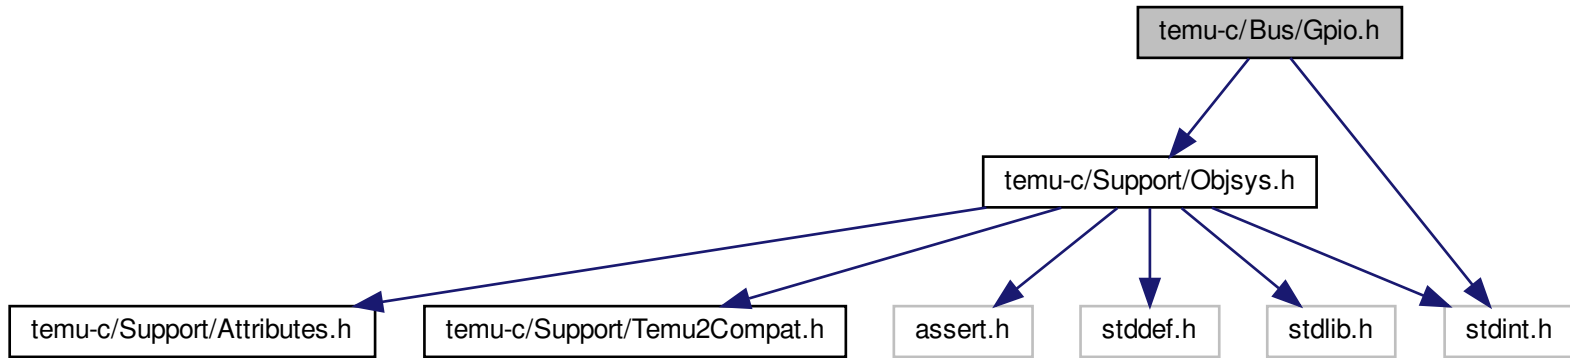 temu-c/Bus/Gpio.h
temu-c/Support/Objsys.h
temu-c/Support/Attributes.h
temu-c/Support/Temu2Compat.h
assert.h
stddef.h
stdlib.h
stdint.h